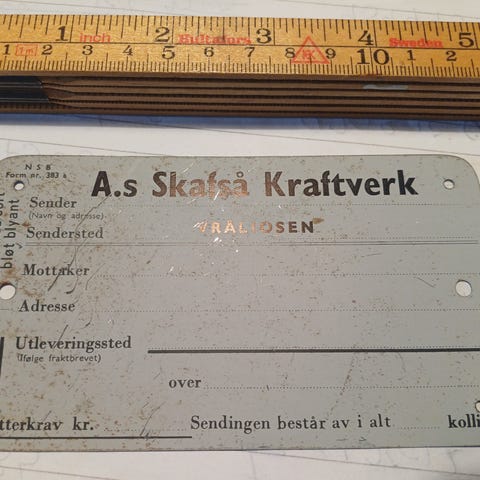 1 inch 2 3 4 5
1 1m 2 3 4 5 6 7 8 9 10 1 2
Hultafors Sweden
NSB
Form nr. 383 a
A.s Skafså Kraftverk
Sender
(Navn og adresse)
VRÅLIOSEN
Sendersted
bløt blyant
Mottaker
Adresse
Utleveringssted
(Ifølge fraktbrevet)
over
tterkrav kr. Sendingen består av i alt kolli